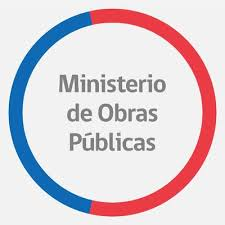 Ministerio
de Obras
Públicas